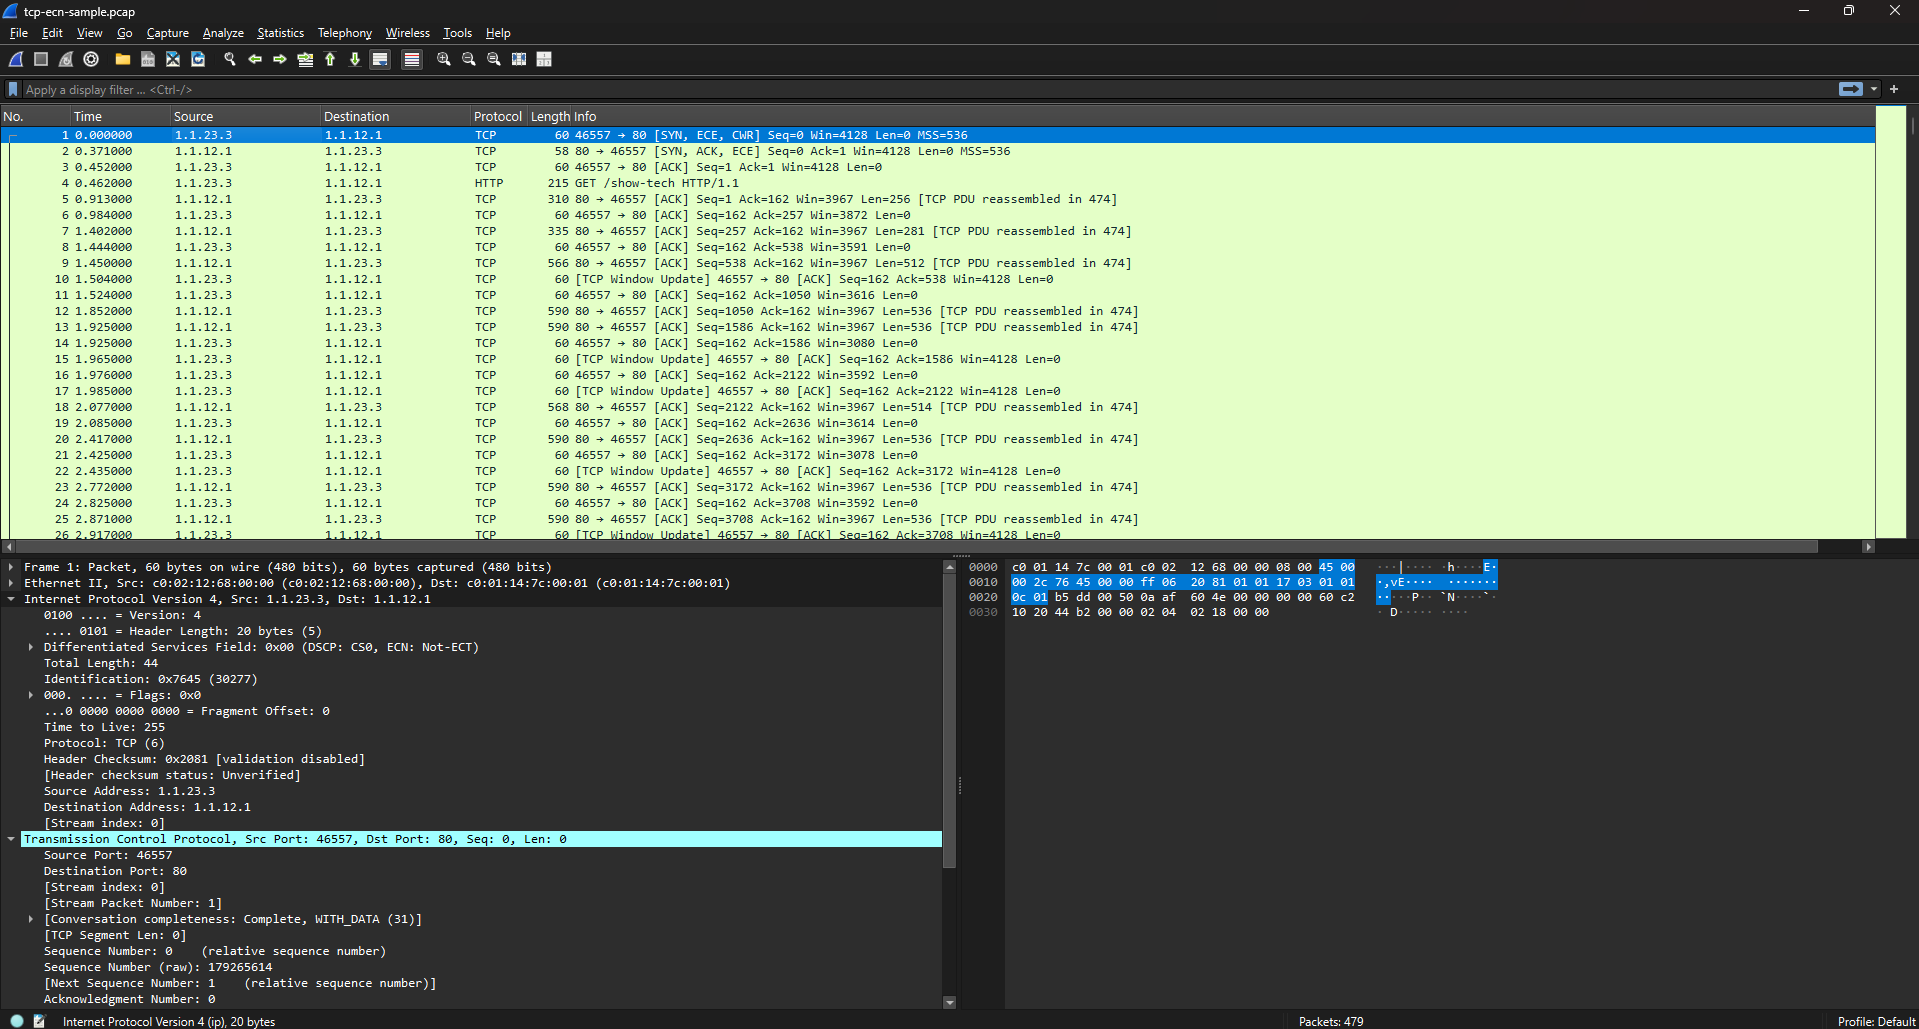 tcp-ecn-sample.pcap
File Edit View Go Capture Analyze Statistics Telephony Wireless Tools Help
Apply a display filter ... <Ctrl-/>
No. Time Source Destination Protocol Length Info
1 0.000000 1.1.23.3 1.1.12.1 TCP 60 46557 → 80 [SYN, ECE, CWR] Seq=0 Win=4128 Len=0 MSS=536
2 0.371000 1.1.12.1 1.1.23.3 TCP 58 80 → 46557 [SYN, ACK, ECE] Seq=0 Ack=1 Win=4128 Len=0 MSS=536
3 0.452000 1.1.23.3 1.1.12.1 TCP 60 46557 → 80 [ACK] Seq=1 Ack=1 Win=4128 Len=0
4 0.462000 1.1.23.3 1.1.12.1 HTTP 215 GET /show-tech HTTP/1.1
5 0.913000 1.1.12.1 1.1.23.3 TCP 310 80 → 46557 [ACK] Seq=1 Ack=162 Win=3967 Len=256 [TCP PDU reassembled in 474]
6 0.984000 1.1.23.3 1.1.12.1 TCP 60 46557 → 80 [ACK] Seq=162 Ack=257 Win=3872 Len=0
7 1.402000 1.1.12.1 1.1.23.3 TCP 335 80 → 46557 [ACK] Seq=257 Ack=162 Win=3967 Len=281 [TCP PDU reassembled in 474]
8 1.444000 1.1.23.3 1.1.12.1 TCP 60 46557 → 80 [ACK] Seq=162 Ack=538 Win=3591 Len=0
9 1.450000 1.1.12.1 1.1.23.3 TCP 566 80 → 46557 [ACK] Seq=538 Ack=162 Win=3967 Len=512 [TCP PDU reassembled in 474]
10 1.504000 1.1.23.3 1.1.12.1 TCP 60 [TCP Window Update] 46557 → 80 [ACK] Seq=162 Ack=538 Win=4128 Len=0
11 1.524000 1.1.23.3 1.1.12.1 TCP 60 46557 → 80 [ACK] Seq=162 Ack=1050 Win=3616 Len=0
12 1.852000 1.1.12.1 1.1.23.3 TCP 590 80 → 46557 [ACK] Seq=1050 Ack=162 Win=3967 Len=536 [TCP PDU reassembled in 474]
13 1.925000 1.1.12.1 1.1.23.3 TCP 590 80 → 46557 [ACK] Seq=1586 Ack=162 Win=3967 Len=536 [TCP PDU reassembled in 474]
14 1.925000 1.1.23.3 1.1.12.1 TCP 60 46557 → 80 [ACK] Seq=162 Ack=1586 Win=3080 Len=0
15 1.965000 1.1.23.3 1.1.12.1 TCP 60 [TCP Window Update] 46557 → 80 [ACK] Seq=162 Ack=1586 Win=4128 Len=0
16 1.976000 1.1.23.3 1.1.12.1 TCP 60 46557 → 80 [ACK] Seq=162 Ack=2122 Win=3592 Len=0
17 1.985000 1.1.23.3 1.1.12.1 TCP 60 [TCP Window Update] 46557 → 80 [ACK] Seq=162 Ack=2122 Win=4128 Len=0
18 2.077000 1.1.12.1 1.1.23.3 TCP 568 80 → 46557 [ACK] Seq=2122 Ack=162 Win=3967 Len=514 [TCP PDU reassembled in 474]
19 2.085000 1.1.23.3 1.1.12.1 TCP 60 46557 → 80 [ACK] Seq=162 Ack=2636 Win=3614 Len=0
20 2.417000 1.1.12.1 1.1.23.3 TCP 590 80 → 46557 [ACK] Seq=2636 Ack=162 Win=3967 Len=536 [TCP PDU reassembled in 474]
21 2.425000 1.1.23.3 1.1.12.1 TCP 60 46557 → 80 [ACK] Seq=162 Ack=3172 Win=3078 Len=0
22 2.435000 1.1.23.3 1.1.12.1 TCP 60 [TCP Window Update] 46557 → 80 [ACK] Seq=162 Ack=3172 Win=4128 Len=0
23 2.772000 1.1.12.1 1.1.23.3 TCP 590 80 → 46557 [ACK] Seq=3172 Ack=162 Win=3967 Len=536 [TCP PDU reassembled in 474]
24 2.825000 1.1.23.3 1.1.12.1 TCP 60 46557 → 80 [ACK] Seq=162 Ack=3708 Win=3592 Len=0
25 2.871000 1.1.12.1 1.1.23.3 TCP 590 80 → 46557 [ACK] Seq=3708 Ack=162 Win=3967 Len=536 [TCP PDU reassembled in 474]
26 2.917000 1.1.23.3 1.1.12.1 TCP 60 [TCP Window Update] 46557 → 80 [ACK] Seq=162 Ack=3708 Win=4128 Len=0
Frame 1: Packet, 60 bytes on wire (480 bits), 60 bytes captured (480 bits)
Ethernet II, Src: c0:02:12:68:00:00 (c0:02:12:68:00:00), Dst: c0:01:14:7c:00:01 (c0:01:14:7c:00:01)
Internet Protocol Version 4, Src: 1.1.23.3, Dst: 1.1.12.1
0100 .... = Version: 4
.... 0101 = Header Length: 20 bytes (5)
Differentiated Services Field: 0x00 (DSCP: CS0, ECN: Not-ECT)
Total Length: 44
Identification: 0x7645 (30277)
000. .... = Flags: 0x0
...0 0000 0000 0000 = Fragment Offset: 0
Time to Live: 255
Protocol: TCP (6)
Header Checksum: 0x2081 [validation disabled]
[Header checksum status: Unverified]
Source Address: 1.1.23.3
Destination Address: 1.1.12.1
[Stream index: 0]
Transmission Control Protocol, Src Port: 46557, Dst Port: 80, Seq: 0, Len: 0
Source Port: 46557
Destination Port: 80
[Stream index: 0]
[Stream Packet Number: 1]
[Conversation completeness: Complete, WITH_DATA (31)]
[TCP Segment Len: 0]
Sequence Number: 0 (relative sequence number)
Sequence Number (raw): 179265614
[Next Sequence Number: 1 (relative sequence number)]
Acknowledgment Number: 0
0000 c0 01 14 7c 00 01 c0 02 12 68 00 00 08 00 45 00 ···|···· ·h····E·
0010 00 2c 76 45 00 00 ff 06 20 81 01 01 17 03 01 01 ·,vE···· ·······
0020 0c 01 b5 dd 00 50 0a af 60 4e 00 00 00 00 60 c2 ·····P·· `N····`·
0030 10 20 44 b2 00 00 02 04 02 18 00 00 · D····· ····
Internet Protocol Version 4 (ip), 20 bytes
Packets: 479
Profile: Default